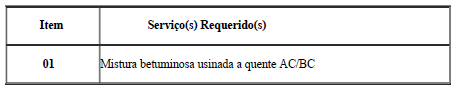 Item Serviço(s) Requerido(s)
01 Mistura betuminosa usinada a quente AC/BC